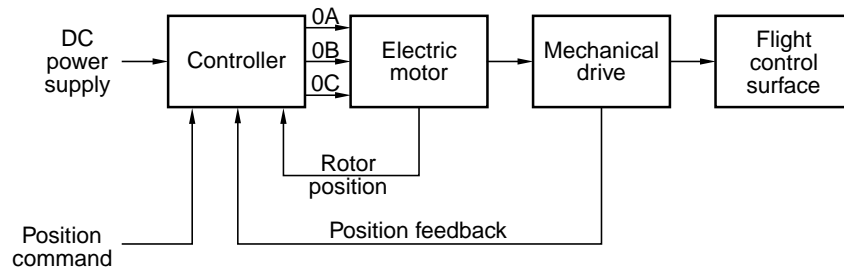 DC
power
supply
Controller
0A
0B
0C
Electric
motor
Mechanical
drive
Flight
control
surface
Rotor
position
Position feedback
Position
command